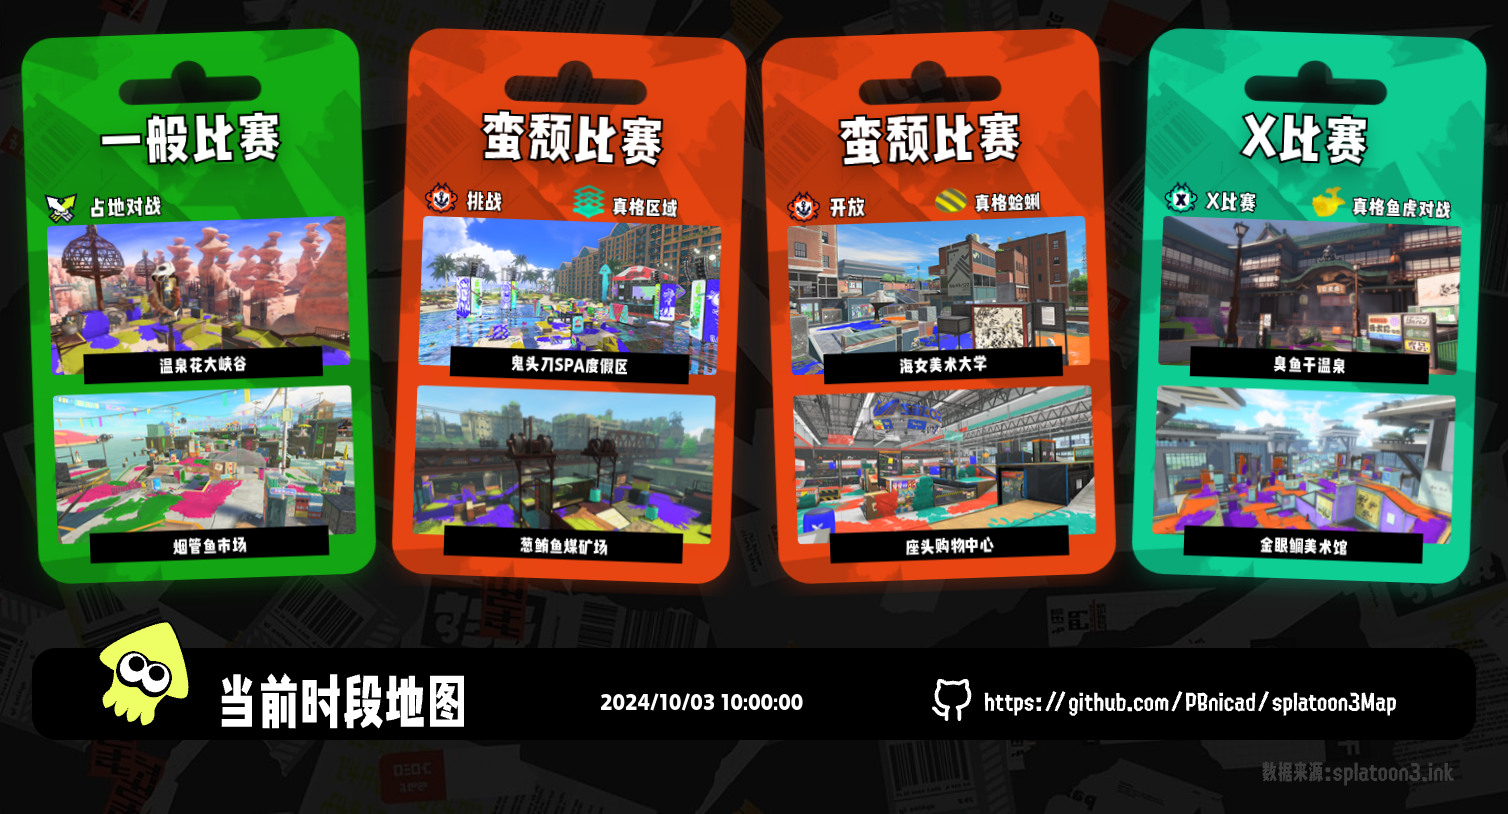 一般比赛
占地对战
温泉花大峡谷
烟管鱼市场
蛮颓比赛
挑战
真格区域
鬼头刀SPA度假区
葱鲔鱼煤矿场
蛮颓比赛
开放
真格蛤蜊
海女美术大学
座头购物中心
X比赛
X比赛
真格鱼虎对战
臭鱼干温泉
金眼鲷美术馆
当前时段地图
2024/10/03 10:00:00
https://github.com/PBnicad/splatoon3Map
数据来源:splatoon3.ink